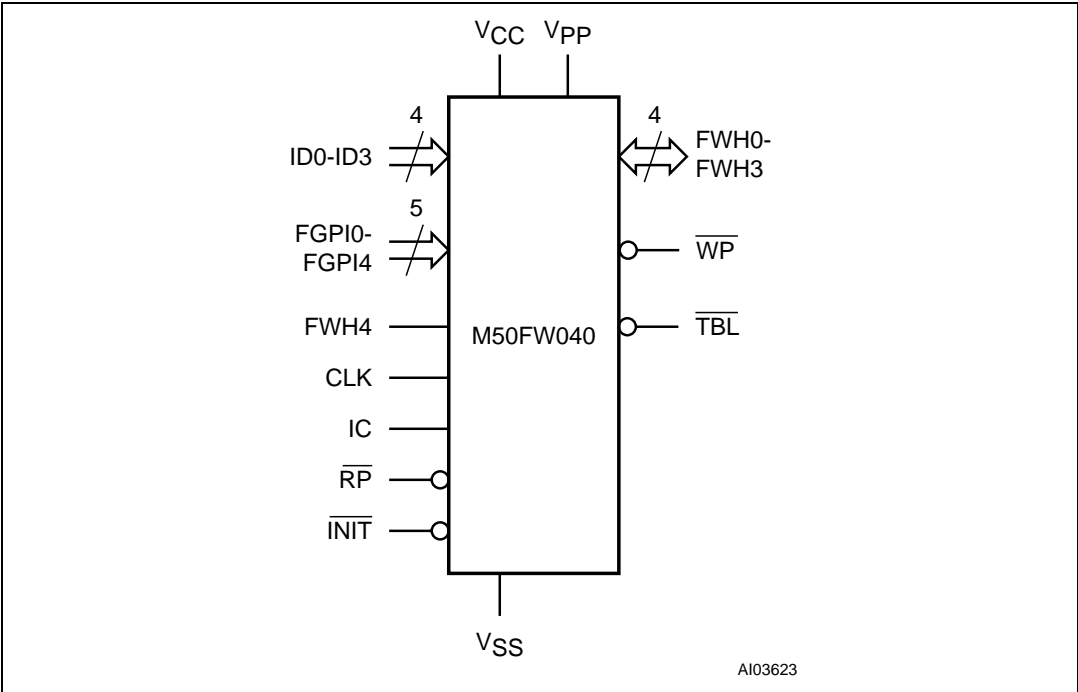 VCC VPP
4 4
ID0-ID3 FWH0-
FWH3
5
FGPI0-
FGPI4
WP
FWH4 M50FW040 TBL
CLK
IC
RP
INIT
VSS
AI03623